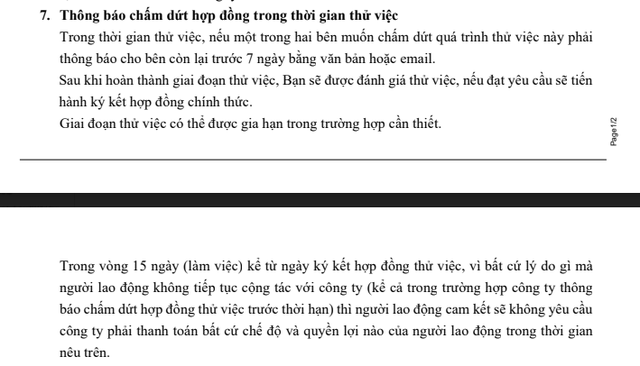 7. Thông báo chấm dứt hợp đồng trong thời gian thử việc
Trong thời gian thử việc, nếu một trong hai bên muốn chấm dứt quá trình thử việc này phải
thông báo cho bên còn lại trước 7 ngày bằng văn bản hoặc email.
Sau khi hoàn thành giai đoạn thử việc, Bạn sẽ được đánh giá thử việc, nếu đạt yêu cầu sẽ tiến
hành ký kết hợp đồng chính thức.
Giai đoạn thử việc có thể được gia hạn trong trường hợp cần thiết.
Page1/2
Trong vòng 15 ngày (làm việc) kể từ ngày ký kết hợp đồng thử việc, vì bất cứ lý do gì mà
người lao động không tiếp tục cộng tác với công ty (kể cả trong trường hợp công ty thông
báo chấm dứt hợp đồng thử việc trước thời hạn) thì người lao động cam kết sẽ không yêu cầu
công ty phải thanh toán bất cứ chế độ và quyền lợi nào của người lao động trong thời gian
nêu trên.